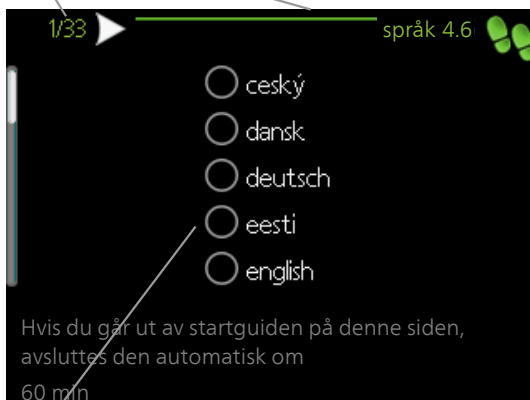 1/33 språk 4.6
ceský
dansk
deutsch
eesti
english
Hvis du går ut av startguiden på denne siden,
avsluttes den automatisk om
60 min